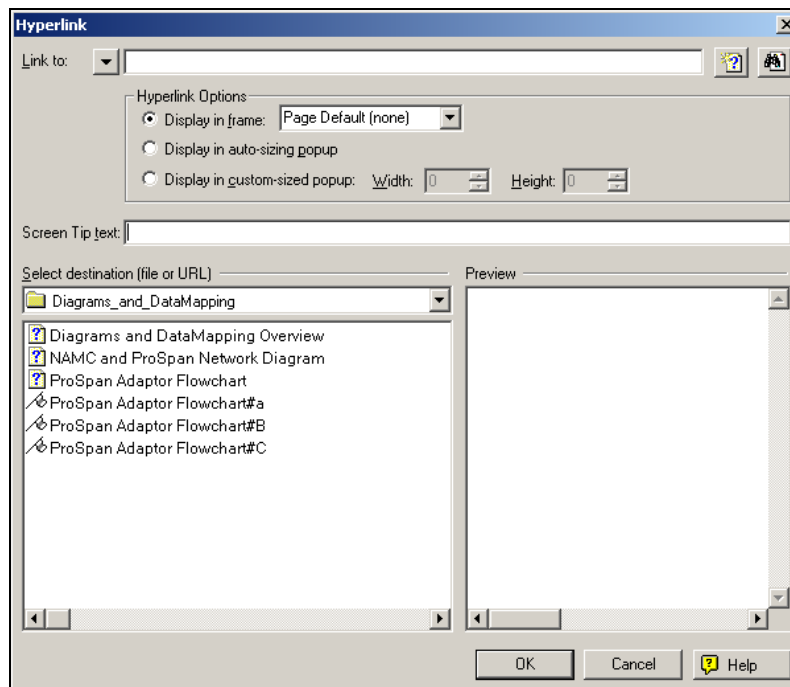 Hyperlink
Link to:
Hyperlink Options
Display in frame: Page Default (none)
Display in auto-sizing popup
Display in custom-sized popup: Width: 0 Height: 0
Screen Tip text:
Select destination (file or URL) Preview
Diagrams_and_DataMapping
Diagrams and DataMapping Overview
NAMC and ProSpan Network Diagram
ProSpan Adaptor Flowchart
ProSpan Adaptor Flowchart#a
ProSpan Adaptor Flowchart#B
ProSpan Adaptor Flowchart#C
OK Cancel Help